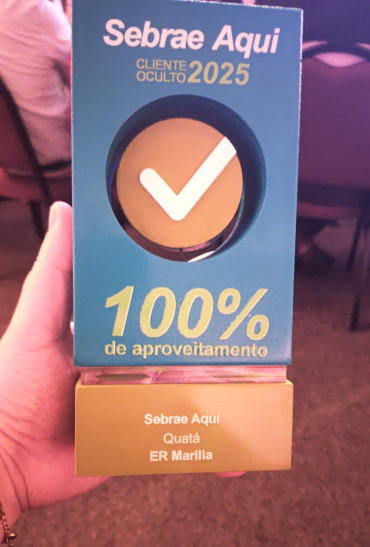 Sebrae Aqui
CLIENTE
OCULTO 2025
100%
de aproveitamento
Sebrae Aqui
Quatá
ER Marília